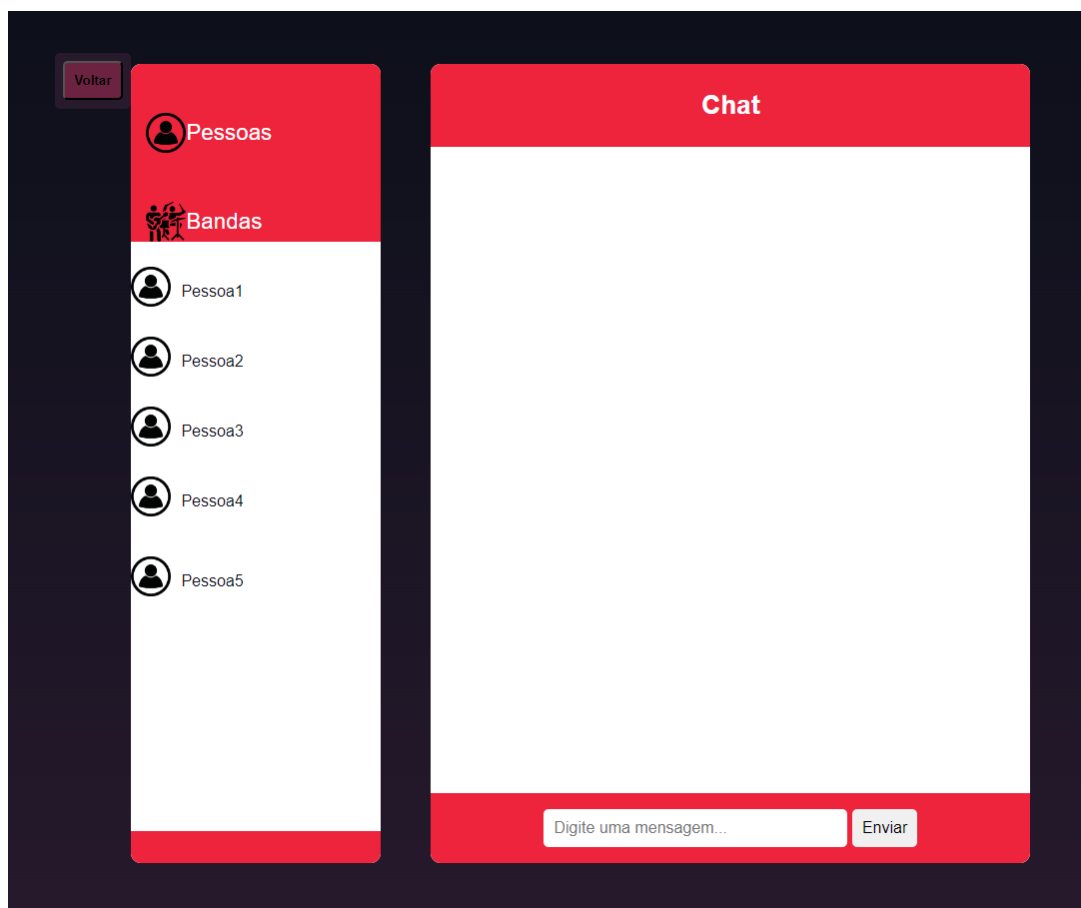 Voltar
Pessoas
Bandas
Pessoa1
Pessoa2
Pessoa3
Pessoa4
Pessoa5
Chat
Digite uma mensagem...
Enviar